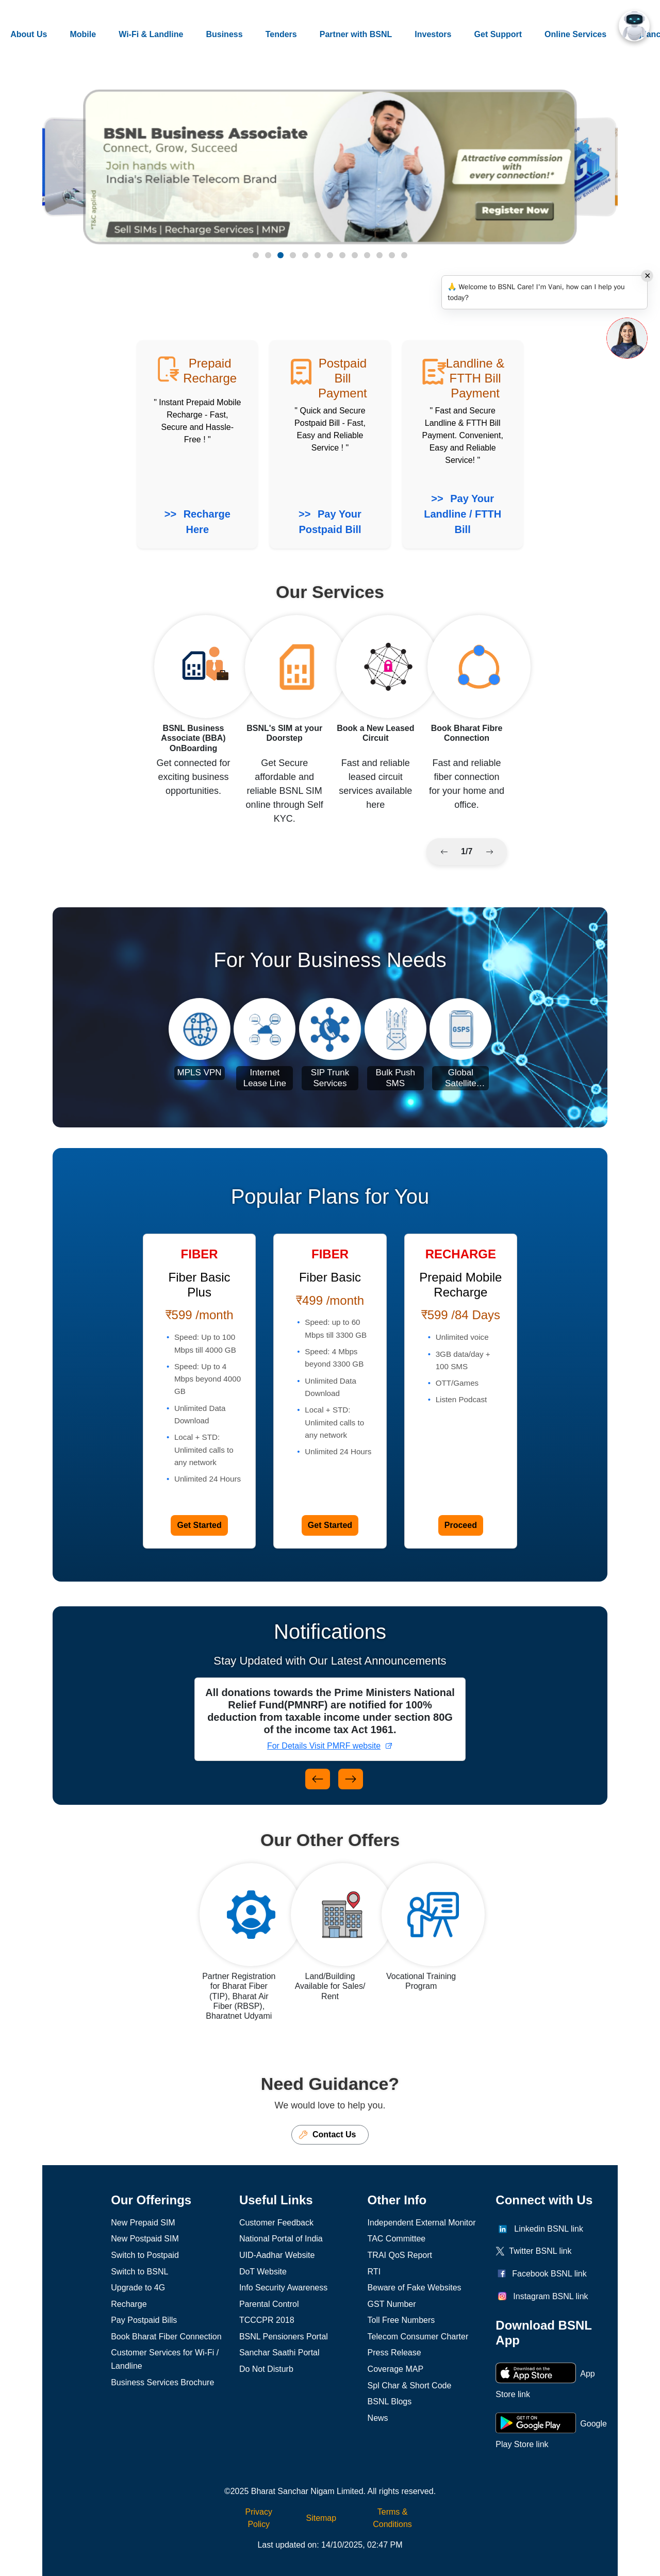 About Us
Mobile
Wi-Fi & Landline
Business
Tenders
Partner with BSNL
Investors
Get Support
Online Services
BSNL Business Associate
Connect, Grow, Succeed
Join hands with
India's Reliable Telecom Brand
*T&C applied
Sell SIMs | Recharge Services | MNP
Attractive commission
with
every connection!*
Register Now
🙏 Welcome to BSNL Care! I'm Vani, how can I help you
today?
Prepaid
Recharge
" Instant Prepaid Mobile
Recharge - Fast,
Secure and Hassle-
Free ! "
>> Recharge
Here
Postpaid
Bill
Payment
" Quick and Secure
Postpaid Bill - Fast,
Easy and Reliable
Service ! "
>> Pay Your
Postpaid Bill
Landline &
FTTH Bill
Payment
" Fast and Secure
Landline & FTTH Bill
Payment. Convenient,
Easy and Reliable
Service! "
>> Pay Your
Landline / FTTH
Bill
Our Services
BSNL Business
Associate (BBA)
OnBoarding
Get connected for
exciting business
opportunities.
BSNL's SIM at your
Doorstep
Get Secure
affordable and
reliable BSNL SIM
online through Self
KYC.
Book a New Leased
Circuit
Fast and reliable
leased circuit
services available
here
Book Bharat Fibre
Connection
Fast and reliable
fiber connection
for your home and
office.
← 1/7 →
For Your Business Needs
MPLS VPN
Internet
Lease Line
SIP Trunk
Services
Bulk Push
SMS
GSPS
Global
Satellite…
Popular Plans for You
FIBER
Fiber Basic
Plus
₹599 /month
• Speed: Up to 100
Mbps till 4000 GB
• Speed: Up to 4
Mbps beyond 4000
GB
• Unlimited Data
Download
• Local + STD:
Unlimited calls to
any network
• Unlimited 24 Hours
Get Started
FIBER
Fiber Basic
₹499 /month
• Speed: up to 60
Mbps till 3300 GB
• Speed: 4 Mbps
beyond 3300 GB
• Unlimited Data
Download
• Local + STD:
Unlimited calls to
any network
• Unlimited 24 Hours
Get Started
RECHARGE
Prepaid Mobile
Recharge
₹599 /84 Days
• Unlimited voice
• 3GB data/day +
100 SMS
• OTT/Games
• Listen Podcast
Proceed
Notifications
Stay Updated with Our Latest Announcements
All donations towards the Prime Ministers National
Relief Fund(PMNRF) are notified for 100%
deduction from taxable income under section 80G
of the income tax Act 1961.
For Details Visit PMRF website
Our Other Offers
Partner Registration
for Bharat Fiber
(TIP), Bharat Air
Fiber (RBSP),
Bharatnet Udyami
Land/Building
Available for Sales/
Rent
Vocational Training
Program
Need Guidance?
We would love to help you.
Contact Us
Our Offerings
New Prepaid SIM
New Postpaid SIM
Switch to Postpaid
Switch to BSNL
Upgrade to 4G
Recharge
Pay Postpaid Bills
Book Bharat Fiber Connection
Customer Services for Wi-Fi /
Landline
Business Services Brochure
Useful Links
Customer Feedback
National Portal of India
UID-Aadhar Website
DoT Website
Info Security Awareness
Parental Control
TCCCPR 2018
BSNL Pensioners Portal
Sanchar Saathi Portal
Do Not Disturb
Other Info
Independent External Monitor
TAC Committee
TRAI QoS Report
RTI
Beware of Fake Websites
GST Number
Toll Free Numbers
Telecom Consumer Charter
Press Release
Coverage MAP
Spl Char & Short Code
BSNL Blogs
News
Connect with Us
Linkedin BSNL link
Twitter BSNL link
Facebook BSNL link
Instagram BSNL link
Download BSNL
App
Download on the
App Store
App
Store link
GET IT ON
Google Play
Google
Play Store link
©2025 Bharat Sanchar Nigam Limited. All rights reserved.
Privacy
Policy
Sitemap
Terms &
Conditions
Last updated on: 14/10/2025, 02:47 PM